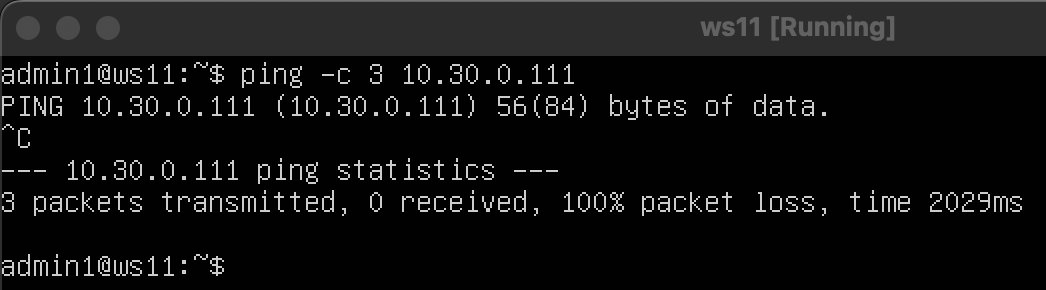 ws11 [Running]
admin1@ws11:~$ ping -c 3 10.30.0.111
PING 10.30.0.111 (10.30.0.111) 56(84) bytes of data.
^C
--- 10.30.0.111 ping statistics ---
3 packets transmitted, 0 received, 100% packet loss, time 2029ms
admin1@ws11:~$